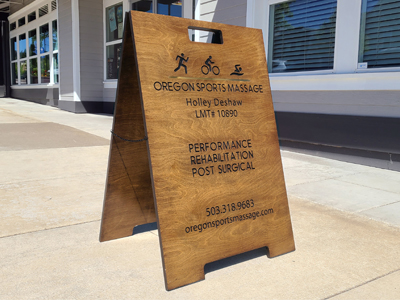 OREGON SPORTS MASSAGE
Holley Deshaw
LMT# 10890
PERFORMANCE
REHABILITATION
POST SURGICAL
503.318.9683
oregonsportsmassage.com